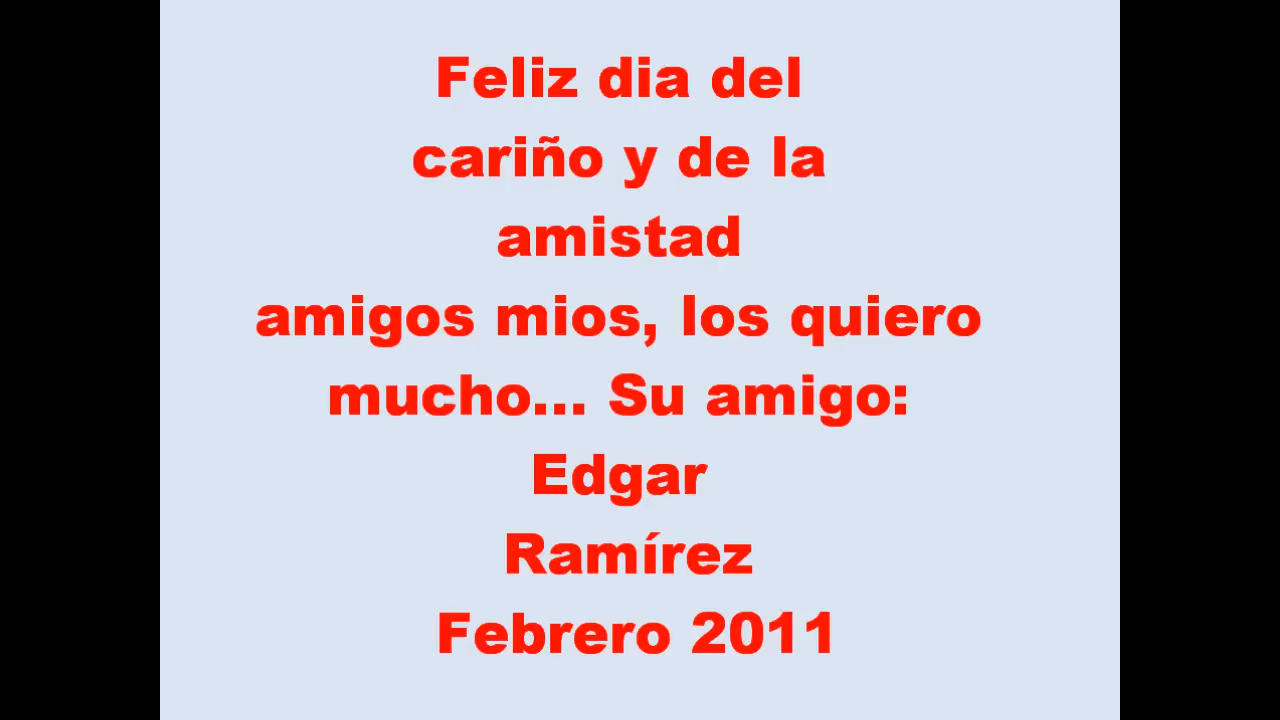 Feliz dia del
cariño y de la
amistad
amigos mios, los quiero
mucho... Su amigo:
Edgar
Ramírez
Febrero 2011